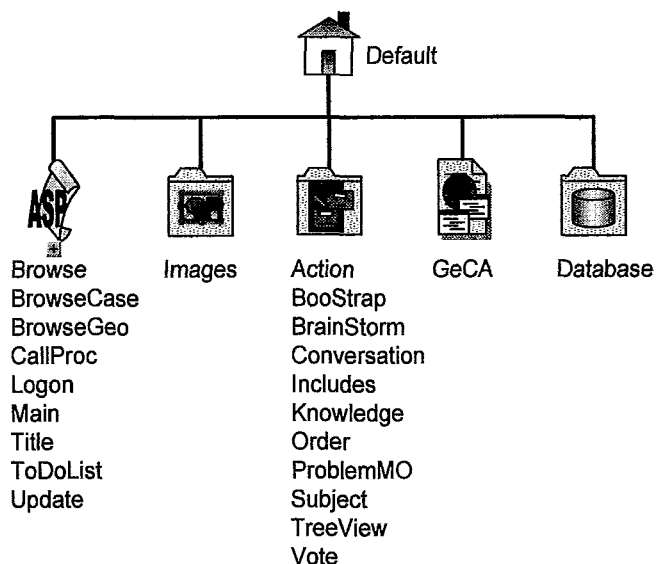 Default
ASP
Browse
BrowseCase
BrowseGeo
CallProc
Logon
Main
Title
ToDoList
Update
Images
Action
BooStrap
BrainStorm
Conversation
Includes
Knowledge
Order
ProblemMO
Subject
TreeView
Vote
GeCA
Database